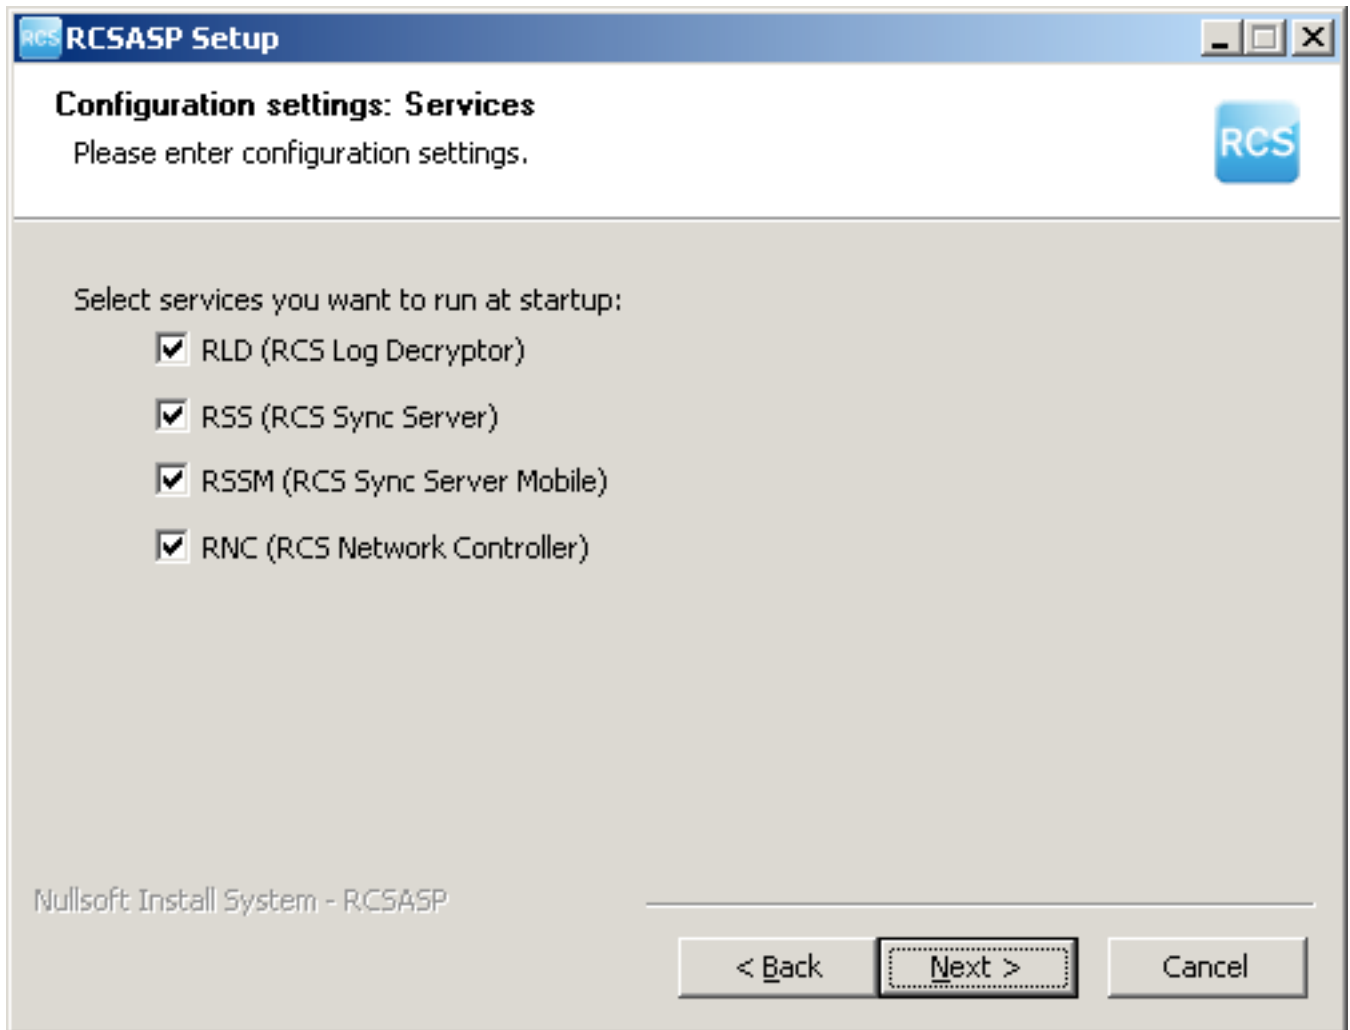 RCS RCSASP Setup
Configuration settings: Services
Please enter configuration settings.
RCS
Select services you want to run at startup:
RLD (RCS Log Decryptor)
RSS (RCS Sync Server)
RSSM (RCS Sync Server Mobile)
RNC (RCS Network Controller)
Nullsoft Install System - RCSASP
< Back Next > Cancel